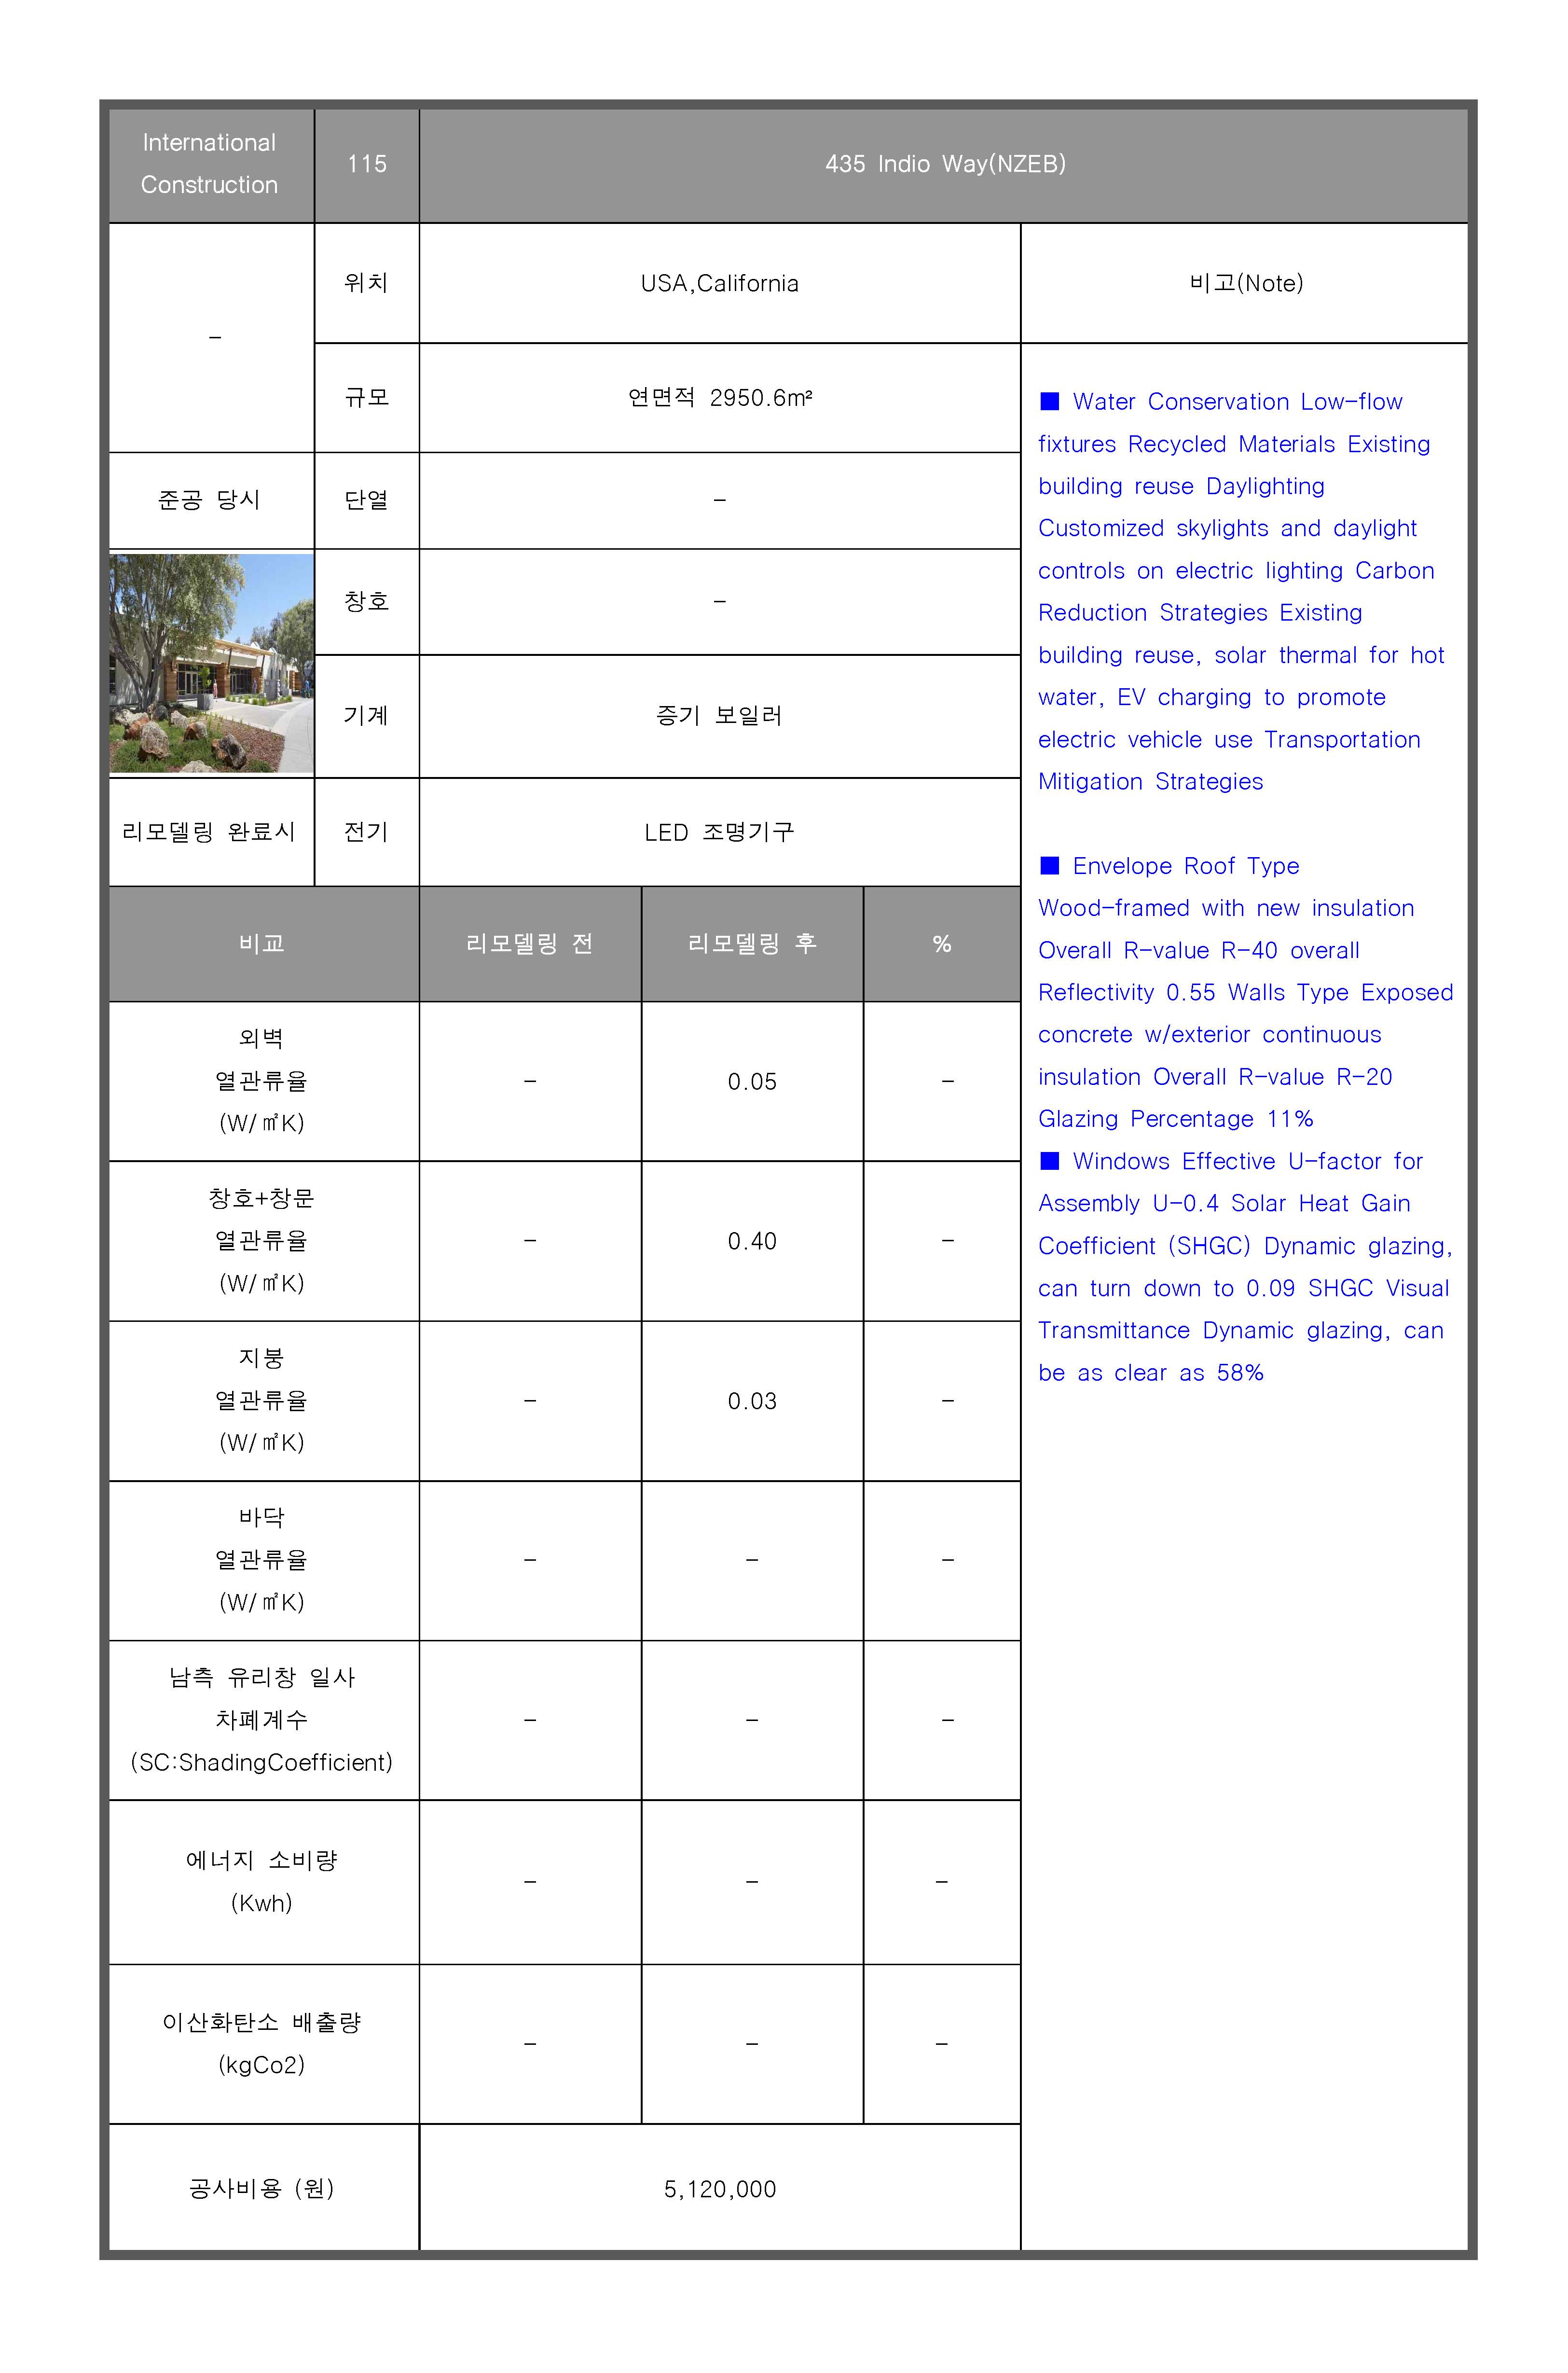 International
Construction
115
435 Indio Way(NZEB)
-
위치
USA,California
비고(Note)
규모
연면적 2950.6m²
준공 당시
단열
-
창호
-
기계
증기 보일러
리모델링 완료시
전기
LED 조명기구
■ Water Conservation Low-flow
fixtures Recycled Materials Existing
building reuse Daylighting
Customized skylights and daylight
controls on electric lighting Carbon
Reduction Strategies Existing
building reuse, solar thermal for hot
water, EV charging to promote
electric vehicle use Transportation
Mitigation Strategies
■ Envelope Roof Type
Wood-framed with new insulation
Overall R-value R-40 overall
Reflectivity 0.55 Walls Type Exposed
concrete w/exterior continuous
insulation Overall R-value R-20
Glazing Percentage 11%
■ Windows Effective U-factor for
Assembly U-0.4 Solar Heat Gain
Coefficient (SHGC) Dynamic glazing,
can turn down to 0.09 SHGC Visual
Transmittance Dynamic glazing, can
be as clear as 58%
비교
리모델링 전
리모델링 후
%
외벽
열관류율
(W/㎡K)
-
0.05
-
창호+창문
열관류율
(W/㎡K)
-
0.40
-
지붕
열관류율
(W/㎡K)
-
0.03
-
바닥
열관류율
(W/㎡K)
-
-
-
남측 유리창 일사
차폐계수
(SC:ShadingCoefficient)
-
-
-
에너지 소비량
(Kwh)
-
-
-
이산화탄소 배출량
(kgCo2)
-
-
-
공사비용 (원)
5,120,000